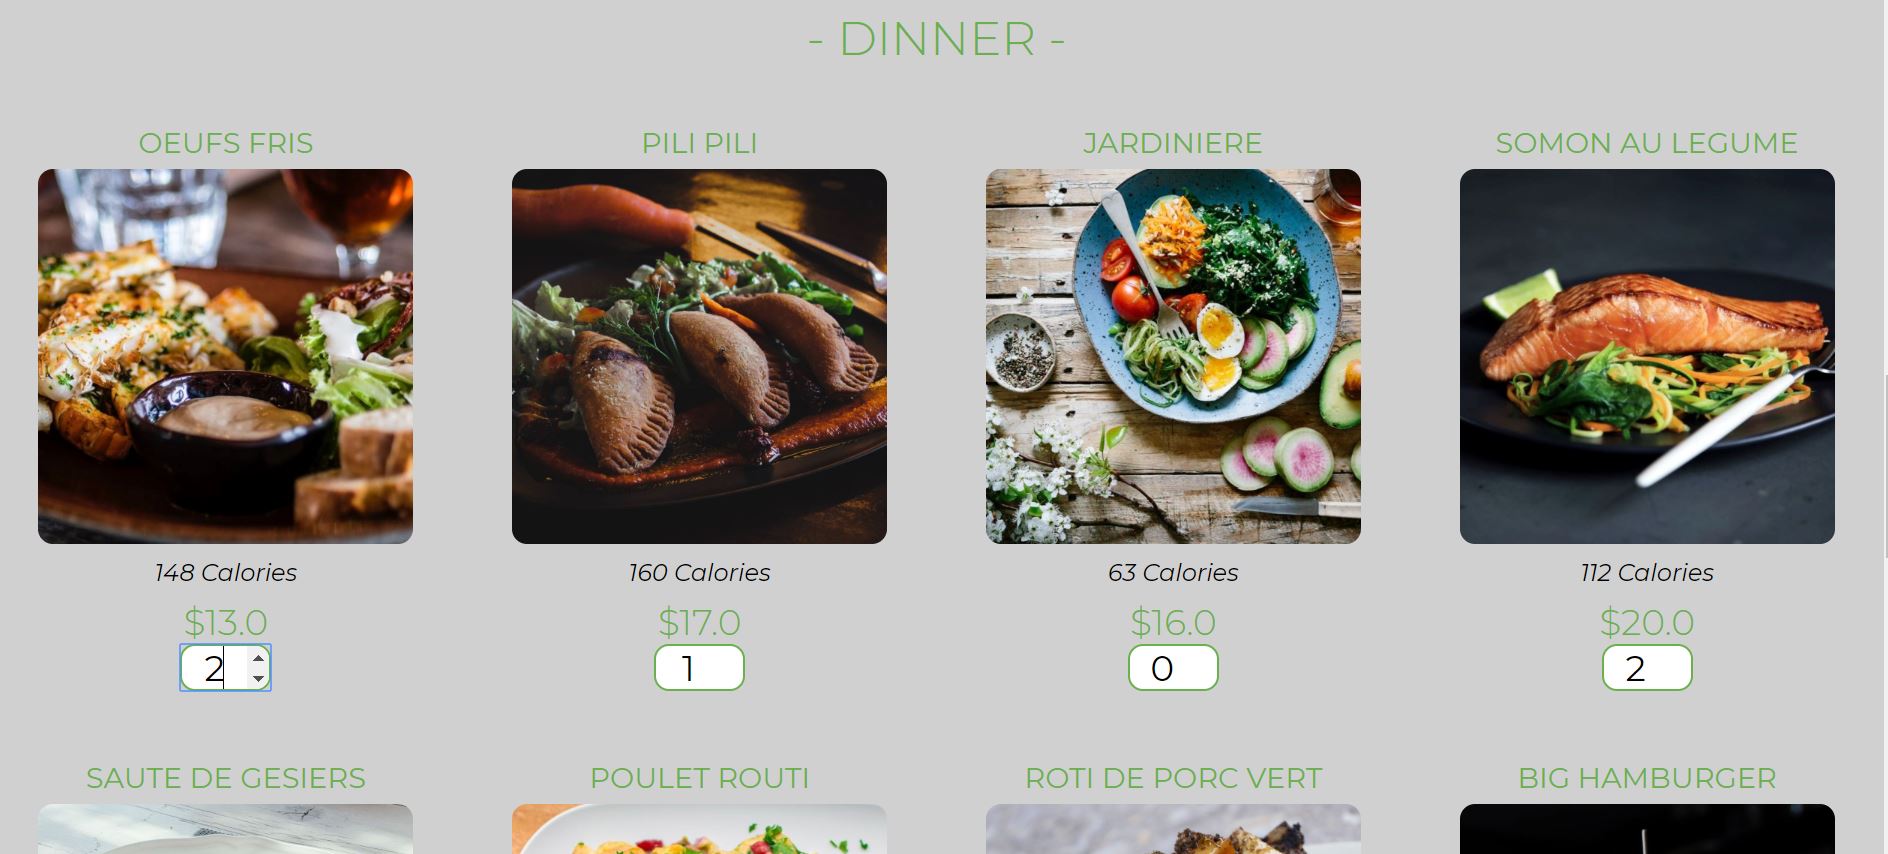 - DINNER -
OEUFS FRIS
PILI PILI
JARDINIERE
SOMON AU LEGUME
148 Calories
160 Calories
63 Calories
112 Calories
$13.0
$17.0
$16.0
$20.0
2
1
0
2
SAUTE DE GESIERS
POULET ROUTI
ROTI DE PORC VERT
BIG HAMBURGER